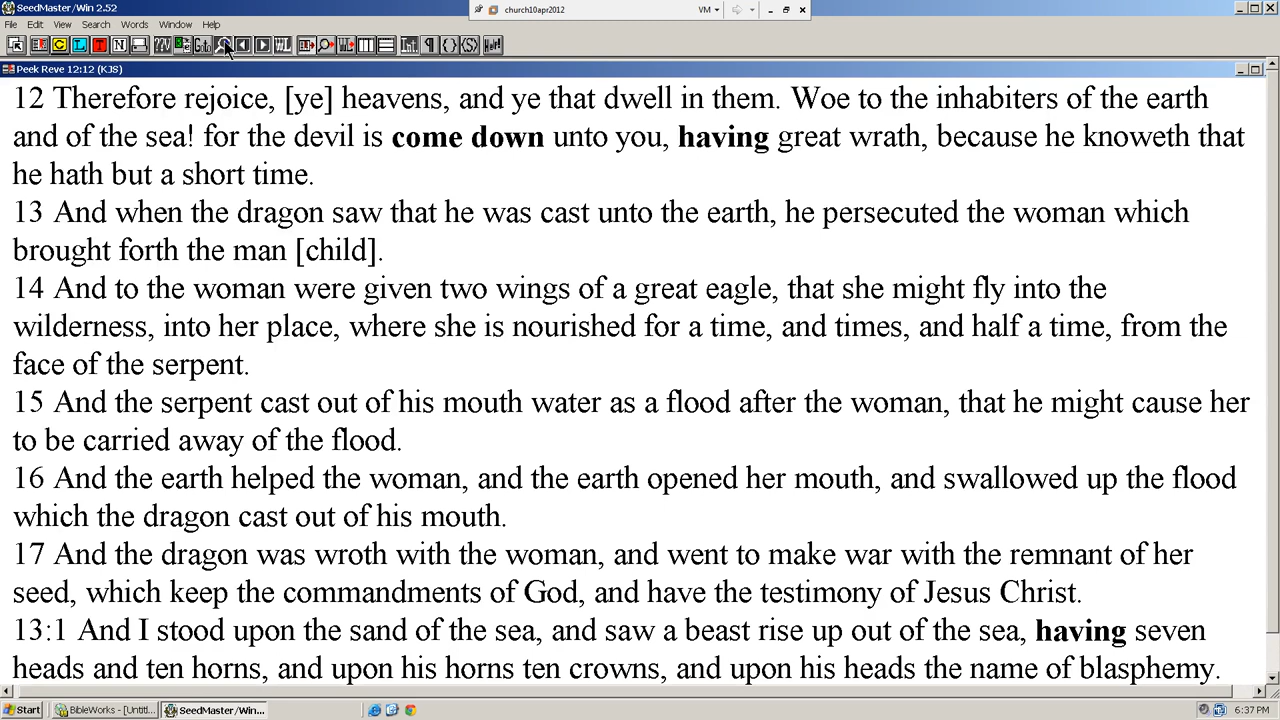 SeedMaster/Win 2.52
church10apr2012
VM
File Edit View Search Words Window Help
Peek Reve 12:12 (KJS)
12 Therefore rejoice, [ye] heavens, and ye that dwell in them. Woe to the inhabiters of the earth
and of the sea! for the devil is come down unto you, having great wrath, because he knoweth that
he hath but a short time.
13 And when the dragon saw that he was cast unto the earth, he persecuted the woman which
brought forth the man [child].
14 And to the woman were given two wings of a great eagle, that she might fly into the
wilderness, into her place, where she is nourished for a time, and times, and half a time, from the
face of the serpent.
15 And the serpent cast out of his mouth water as a flood after the woman, that he might cause her
to be carried away of the flood.
16 And the earth helped the woman, and the earth opened her mouth, and swallowed up the flood
which the dragon cast out of his mouth.
17 And the dragon was wroth with the woman, and went to make war with the remnant of her
seed, which keep the commandments of God, and have the testimony of Jesus Christ.
13:1 And I stood upon the sand of the sea, and saw a beast rise up out of the sea, having seven
heads and ten horns, and upon his horns ten crowns, and upon his heads the name of blasphemy.
Start BibleWorks - [Untitl... SeedMaster/Win... 6:37 PM